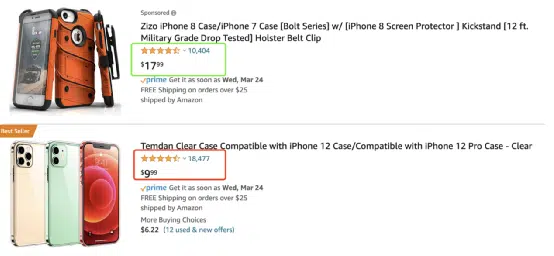 Sponsored
Zizo iPhone 8 Case/iPhone 7 Case [Bolt Series] w/ [iPhone 8 Screen Protector ] Kickstand [12 ft.
Military Grade Drop Tested] Holster Belt Clip
10,404
$17⁹⁹
prime Get it as soon as Wed, Mar 24
FREE Shipping on orders over $25
shipped by Amazon
Best Seller
Temdan Clear Case Compatible with iPhone 12 Case/Compatible with iPhone 12 Pro Case - Clear
18,477
$9⁹⁹
prime Get it as soon as Wed, Mar 24
FREE Shipping on orders over $25
shipped by Amazon
More Buying Choices
$6.22 (12 used & new offers)